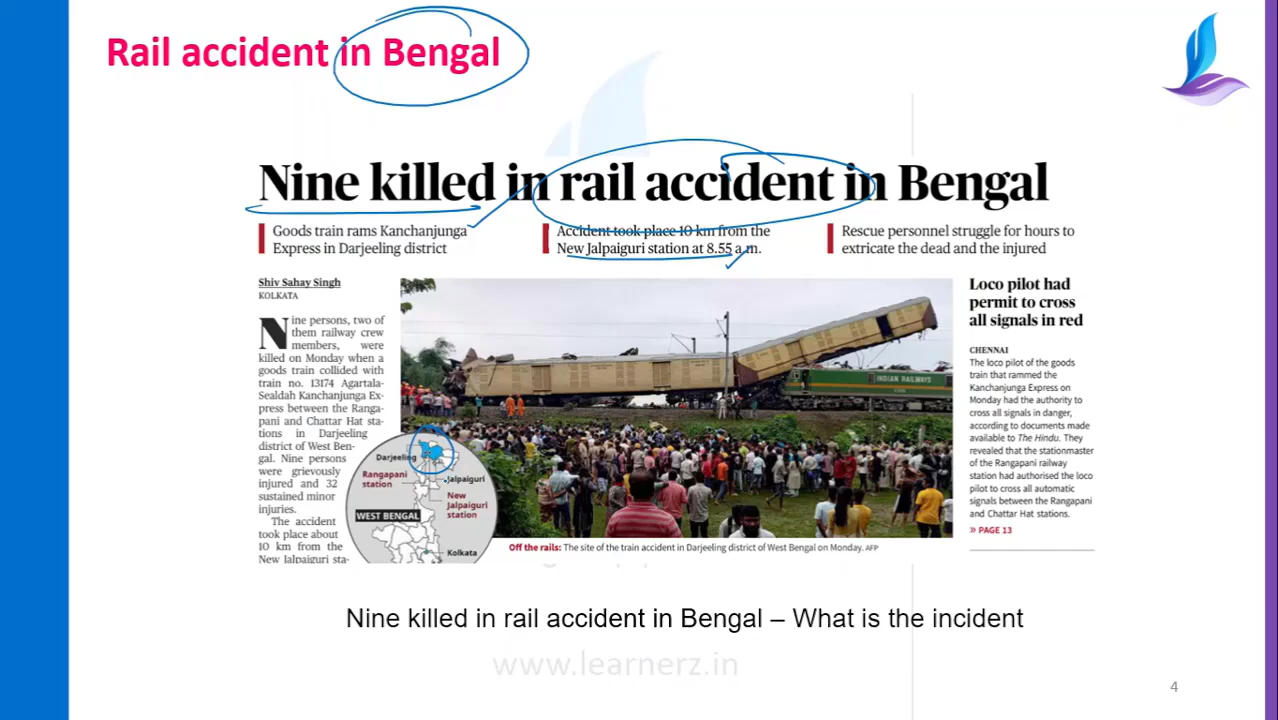 Rail accident in Bengal
Nine killed in rail accident in Bengal
Goods train rams Kanchanjunga
Express in Darjeeling district
Accident took place 10 km from the
New Jalpaiguri station at 8.55 a.m.
Rescue personnel struggle for hours to
extricate the dead and the injured
Shiv Sahay Singh
KOLKATA
Nine persons, two of
them railway crew
members, were
killed on Monday when a
goods train collided with
train no. 13174 Agartala-
Sealdah Kanchanjunga Ex-
press between the Ranga-
pani and Chattar Hat sta-
tions in Darjeeling
district of West Ben-
gal. Nine persons
were grievously
injured and 32
sustained minor
injuries.
The accident
took place about
10 km from the
New Jalpaiguri sta-
Darjeeling
Rangapani
station
Jalpaiguri
New
Jalpaiguri
station
WEST BENGAL
Kolkata
INDIAN RAILWAYS
Off the rails: The site of the train accident in Darjeeling district of West Bengal on Monday. AFP
Loco pilot had
permit to cross
all signals in red
CHENNAI
The loco pilot of the goods
train that rammed the
Kanchanjunga Express on
Monday had the authority to
cross all signals in danger,
according to documents made
available to The Hindu. They
revealed that the stationmaster
of the Rangapani railway
station had authorised the loco
pilot to cross all automatic
signals between the Rangapani
and Chattar Hat stations.
» PAGE 13
Nine killed in rail accident in Bengal – What is the incident
www.learnerz.in
4